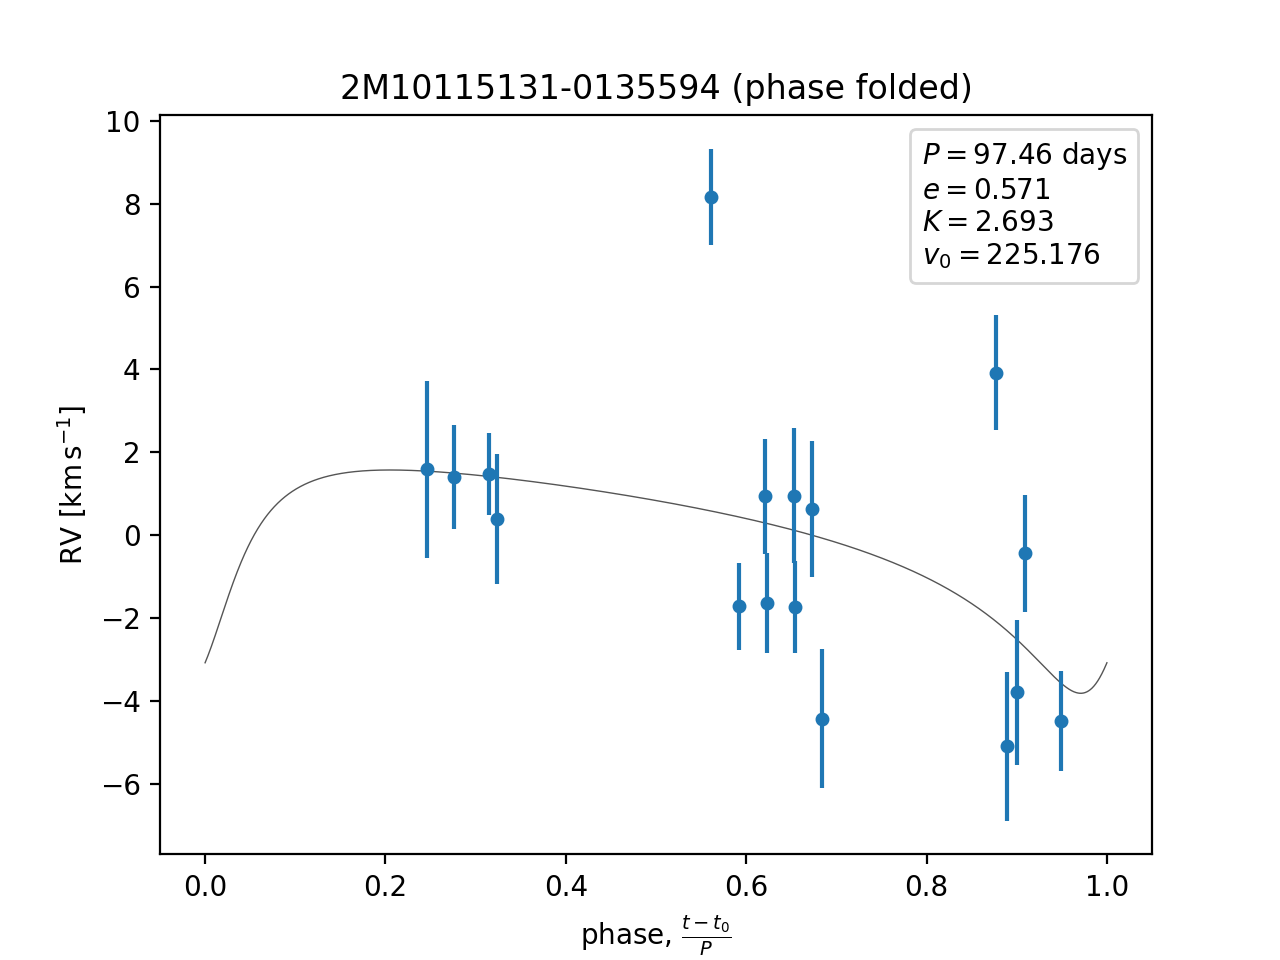 2M10115131-0135594 (phase folded)
P = 97.46 days
e = 0.571
K = 2.693
v₀ = 225.176
10
8
6
4
2
0
−2
−4
−6
RV [km s⁻¹]
0.0 0.2 0.4 0.6 0.8 1.0
phase, (t − t₀)/P